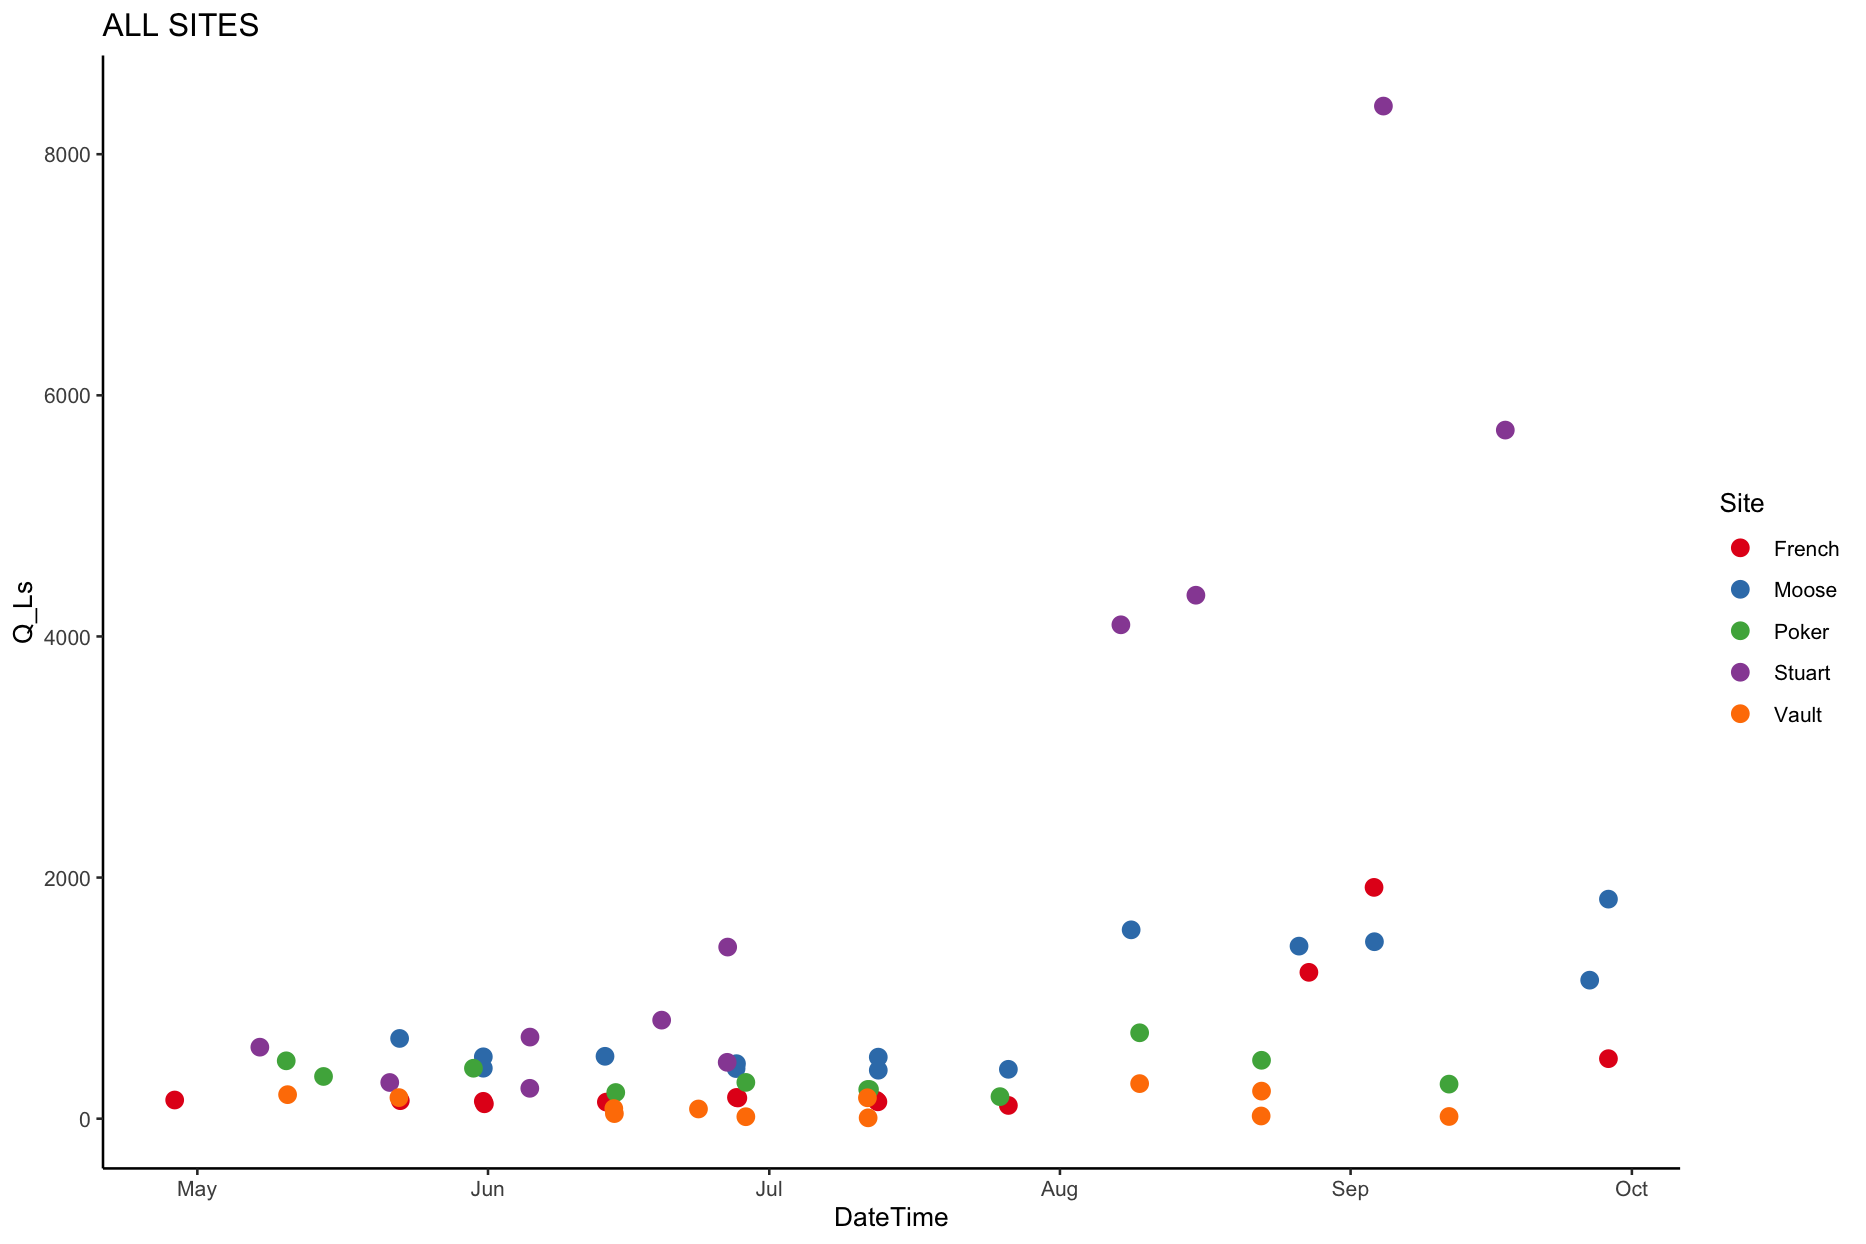 ALL SITES
8000
6000
4000
2000
0
Q_Ls
May Jun Jul Aug Sep Oct
DateTime
Site
French
Moose
Poker
Stuart
Vault